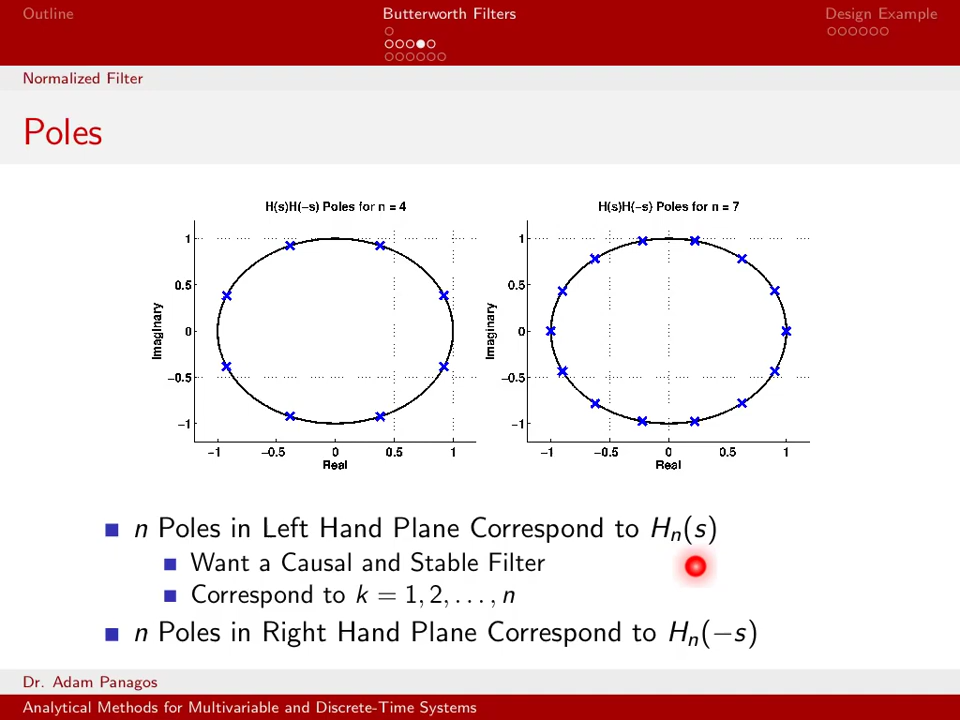 Outline
Butterworth Filters
Design Example
Normalized Filter
Poles
H(s)H(−s) Poles for n = 4
1
0.5
0
−0.5
−1
Imaginary
−1 −0.5 0 0.5 1
Real
H(s)H(−s) Poles for n = 7
1
0.5
0
−0.5
−1
Imaginary
−1 −0.5 0 0.5 1
Real
n Poles in Left Hand Plane Correspond to Hₙ(s)
Want a Causal and Stable Filter
Correspond to k = 1, 2, . . . , n
n Poles in Right Hand Plane Correspond to Hₙ(−s)
Dr. Adam Panagos
Analytical Methods for Multivariable and Discrete-Time Systems